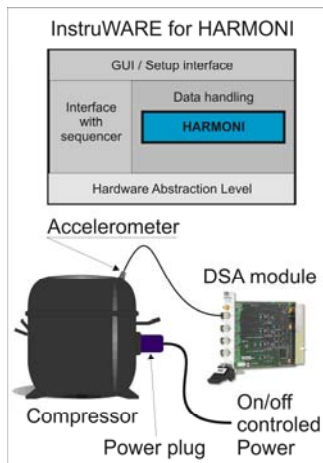 InstruWARE for HARMONI
GUI / Setup interface
Interface
with
sequencer
Data handling
HARMONI
Hardware Abstraction Level
Accelerometer
DSA module
Compressor
Power plug
On/off
controled
Power